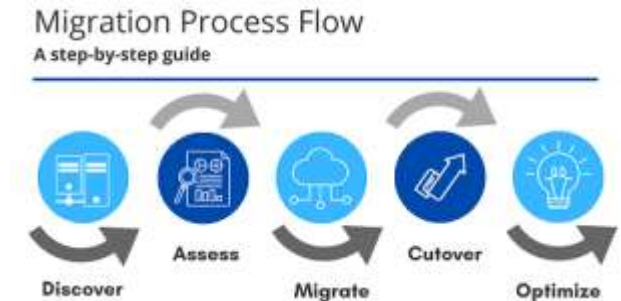 Migration Process Flow
A step-by-step guide
Discover
Assess
Migrate
Cutover
Optimize